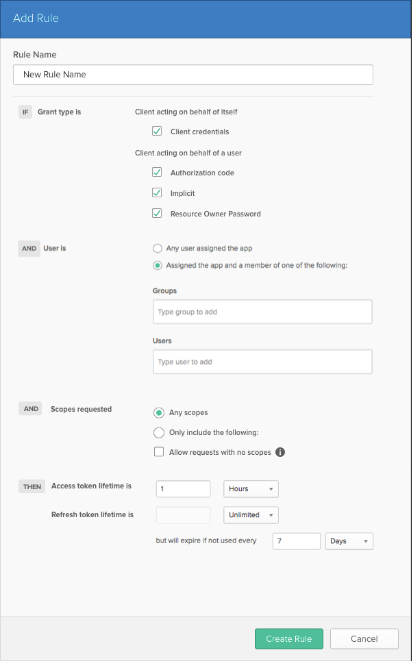 Add Rule
Rule Name
New Rule Name
IF Grant type is Client acting on behalf of itself
Client credentials
Client acting on behalf of a user
Authorization code
Implicit
Resource Owner Password
AND User is Any user assigned the app
Assigned the app and a member of one of the following:
Groups
Type group to add
Users
Type user to add
AND Scopes requested Any scopes
Only include the following:
Allow requests with no scopes i
THEN Access token lifetime is 1 Hours
Refresh token lifetime is Unlimited
but will expire if not used every 7 Days
Create Rule Cancel